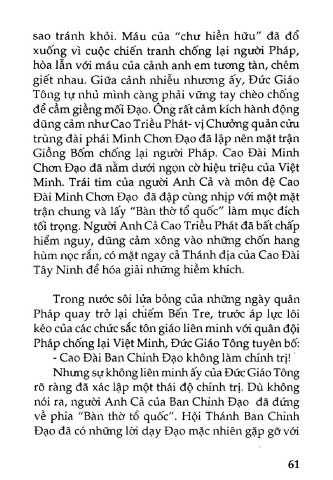 sao tránh khỏi. Máu của “chư hiền hữu” đã đổ
xuống vì cuộc chiến tranh chống lại người Pháp,
hòa lẫn với máu của cảnh anh em tương tàn, chém
giết nhau. Giữa cảnh nhiễu nhương ấy, Đức Giáo
Tông tự nhủ mình càng phải vững tay chèo chống
để cầm giềng mối Đạo. Ông rất cảm kích hành động
dũng cảm như Cao Triều Phát- vị Chưởng quản cửu
trùng đài phái Minh Chơn Đạo đã lập nên mặt trận
Giồng Bốm chống lại người Pháp. Cao Đài Minh
Chơn Đạo đã nằm dưới ngọn cờ hiệu triệu của Việt
Minh. Trái tim của người Anh Cả và môn đệ Cao
Đài Minh Chơn Đạo đã đập cùng nhịp với một mặt
trận chung và lấy “Bàn thờ tổ quốc” làm mục đích
tối trọng. Người Anh Cả Cao Triều Phát đã bất chấp
hiểm nguy, dũng cảm xông vào những chốn hang
hùm nọc rắn, có mặt ngay cả Thánh địa của Cao Đài
Tây Ninh để hóa giải những hiềm khích.
Trong nước sôi lửa bỏng của những ngày quân
Pháp quay trở lại chiếm Bến Tre, trước áp lực lôi
kéo của các chức sắc tôn giáo liên minh với quân đội
Pháp chống lại Việt Minh, Đức Giáo Tông tuyên bố:
- Cao Đài Ban Chỉnh Đạo không làm chính trị!
Nhưng sự không liên minh ấy của Đức Giáo Tông
rõ ràng đã xác lập một thái độ chính trị. Dù không
nói ra, người Anh Cả của Ban Chỉnh Đạo đã đứng
về phía “Bàn thờ tổ quốc”. Hội Thánh Ban Chỉnh
Đạo đã có những lời dạy Đạo mặc nhiên gặp gỡ với
61